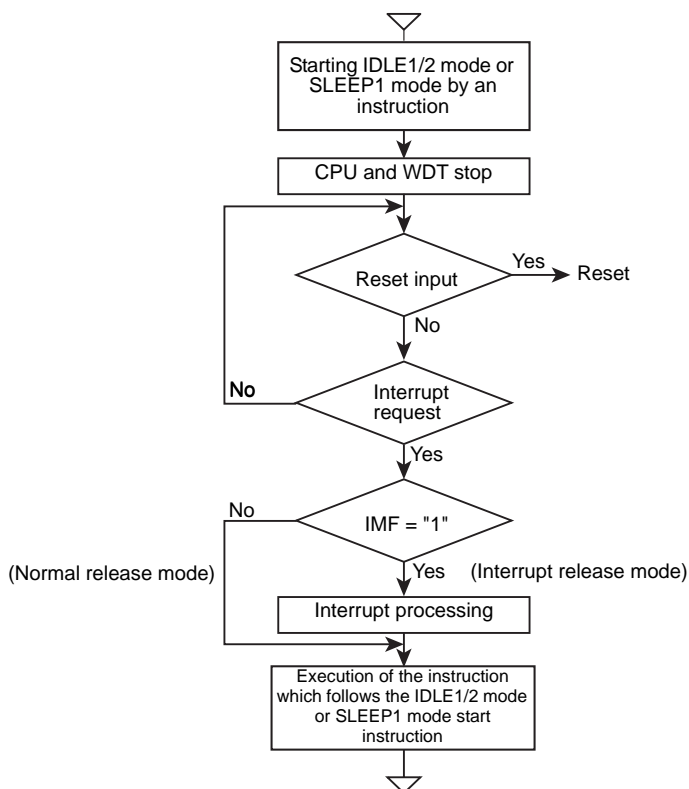 Starting IDLE1/2 mode or
SLEEP1 mode by an
instruction
CPU and WDT stop
Reset input
Yes
Reset
No
Interrupt
request
No
Yes
IMF = "1"
No
(Normal release mode)
Yes
(Interrupt release mode)
Interrupt processing
Execution of the instruction
which follows the IDLE1/2 mode
or SLEEP1 mode start
instruction